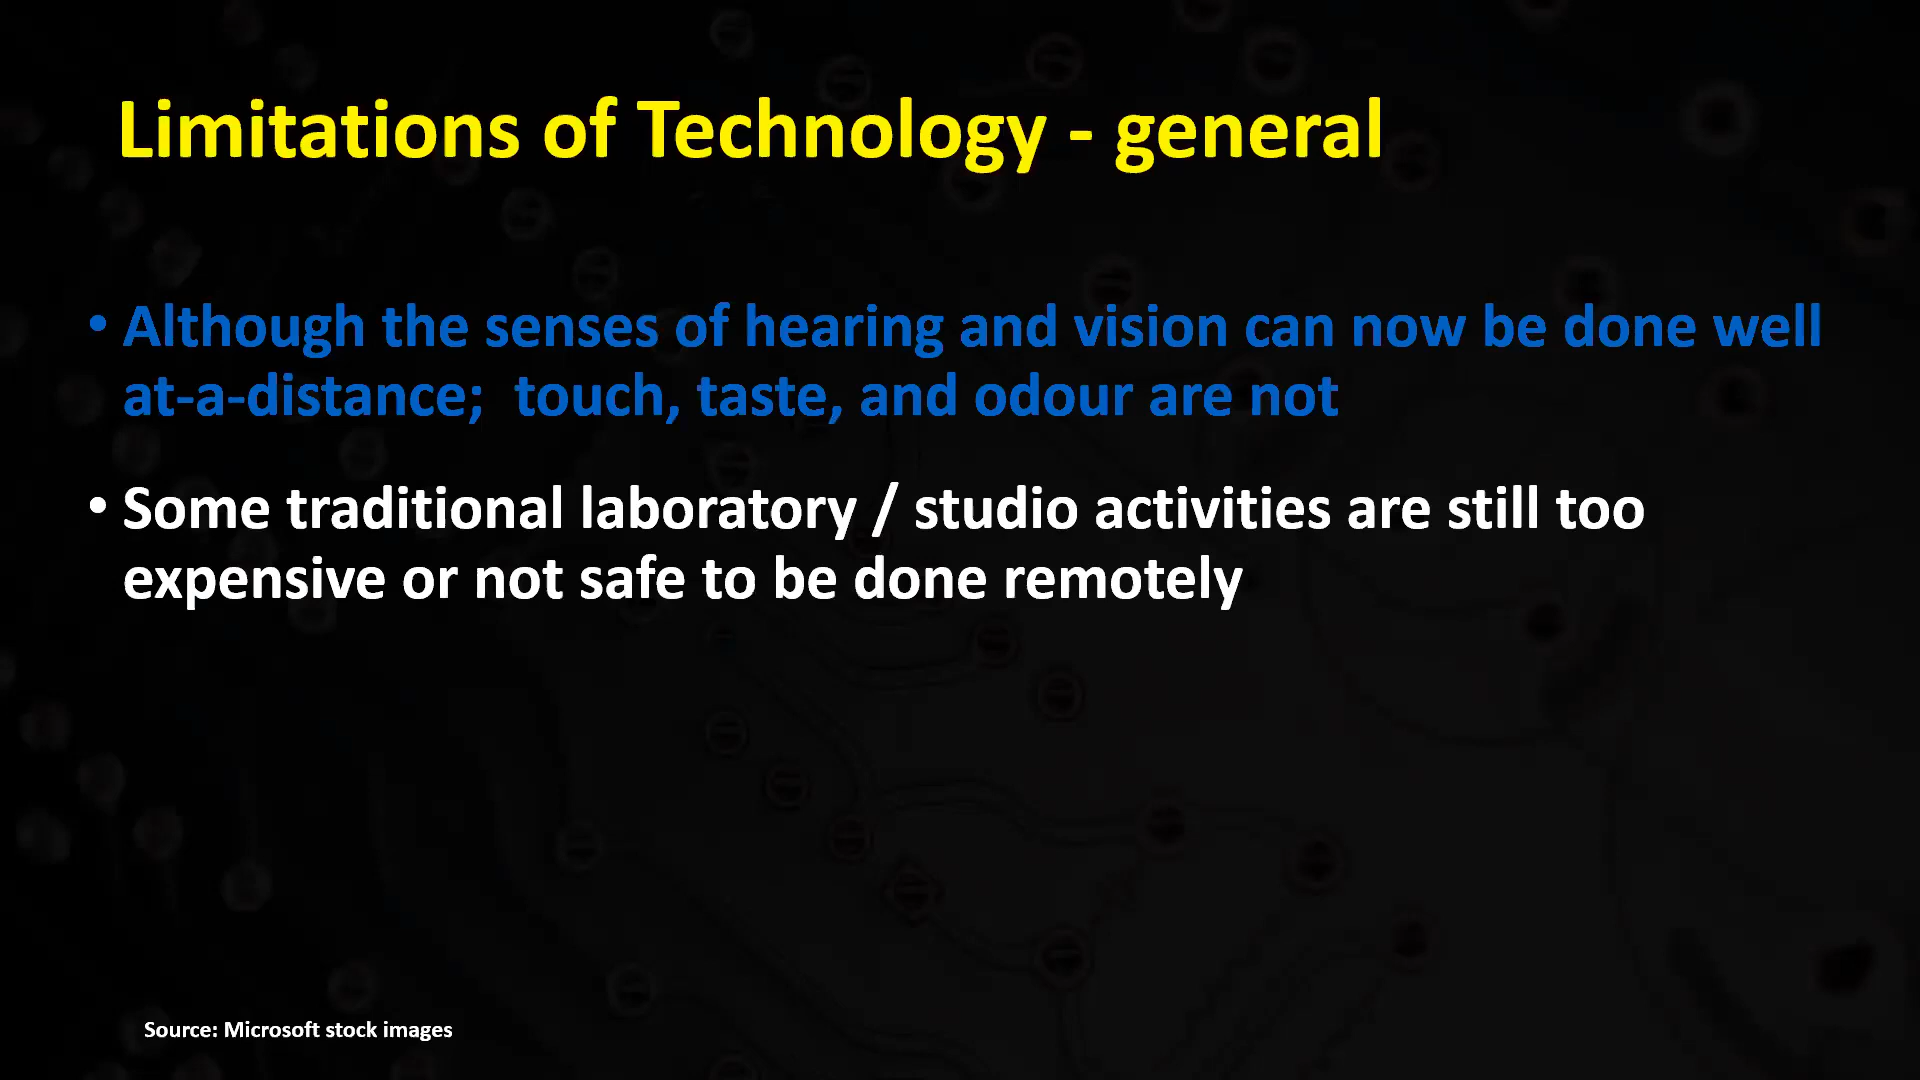 Limitations of Technology - general
• Although the senses of hearing and vision can now be done well
at-a-distance;  touch, taste, and odour are not
• Some traditional laboratory / studio activities are still too
expensive or not safe to be done remotely
Source: Microsoft stock images